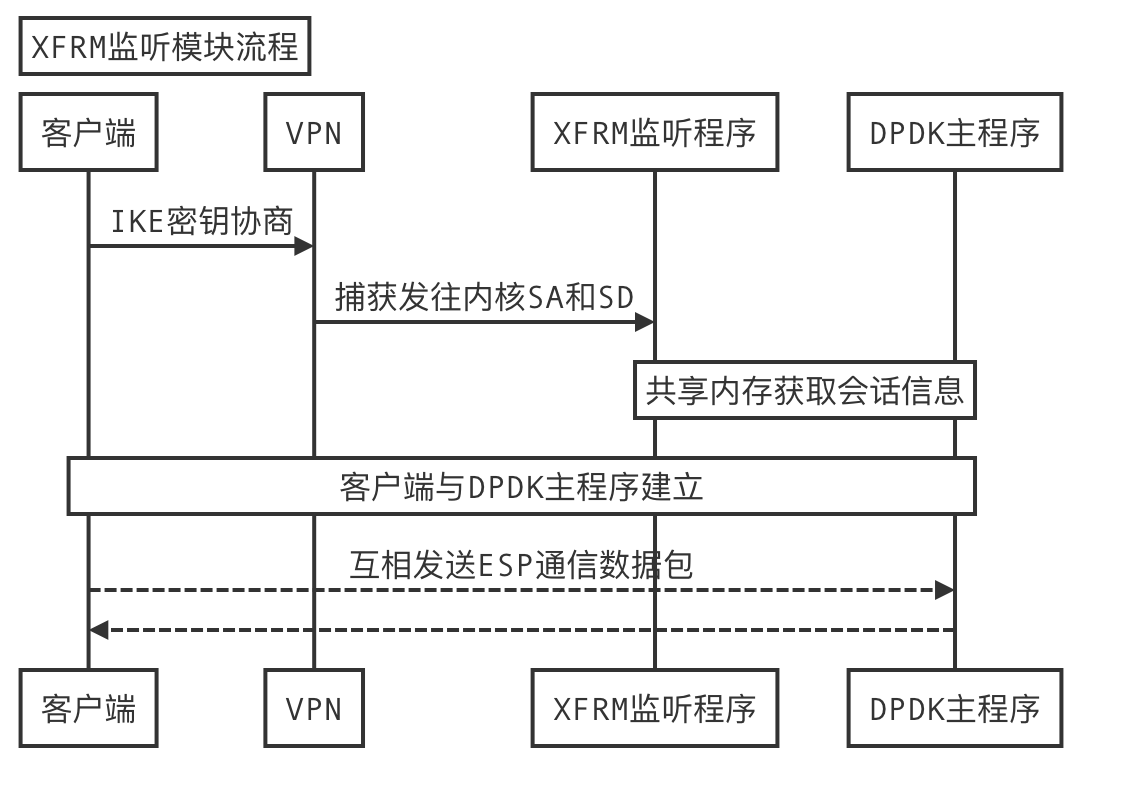 XFRM监听模块流程
客户端
VPN
XFRM监听程序
DPDK主程序
IKE密钥协商
捕获发往内核SA和SD
共享内存获取会话信息
客户端与DPDK主程序建立
互相发送ESP通信数据包
客户端
VPN
XFRM监听程序
DPDK主程序